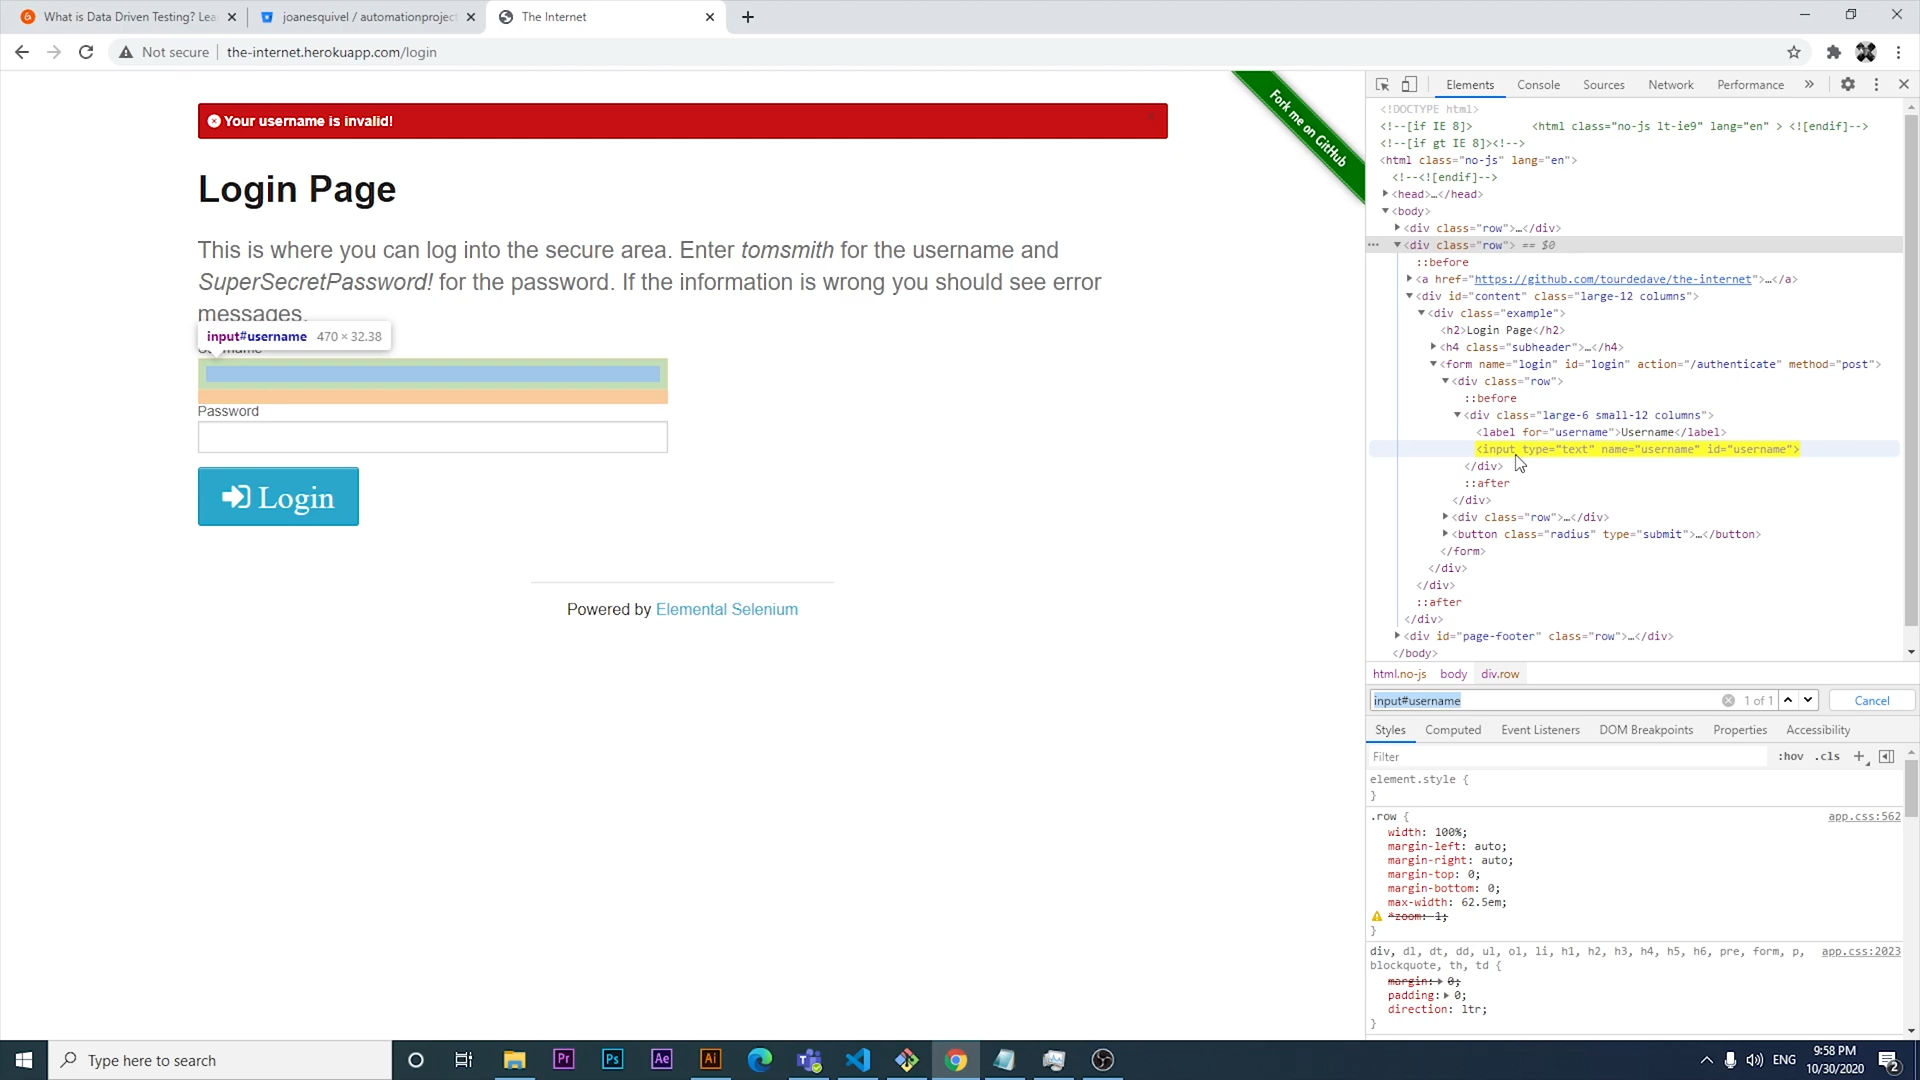 What is Data Driven Testing? Lea
joanesquivel / automationproject
The Internet
Not secure
the-internet.herokuapp.com/login
Your username is invalid!
Fork me on GitHub
Login Page
This is where you can log into the secure area. Enter tomsmith for the username and
SuperSecretPassword! for the password. If the information is wrong you should see error
messages.
input#username 470 × 32.38
Username
Password
Login
Powered by Elemental Selenium
Elements Console Sources Network Performance
<!DOCTYPE html>
<!--[if IE 8]> <html class="no-js lt-ie9" lang="en" > <![endif]-->
<!--[if gt IE 8]><!-->
<html class="no-js" lang="en">
<!--<![endif]-->
<head>…</head>
<body>
<div class="row">…</div>
<div class="row"> == $0
::before
<a href="https://github.com/tourdedave/the-internet">…</a>
<div id="content" class="large-12 columns">
<div class="example">
<h2>Login Page</h2>
<h4 class="subheader">…</h4>
<form name="login" id="login" action="/authenticate" method="post">
<div class="row">
::before
<div class="large-6 small-12 columns">
<label for="username">Username</label>
<input type="text" name="username" id="username">
</div>
::after
</div>
<div class="row">…</div>
<button class="radius" type="submit">…</button>
</form>
</div>
</div>
::after
</div>
<div id="page-footer" class="row">…</div>
</body>
html.no-js body div.row
input#username 1 of 1 Cancel
Styles Computed Event Listeners DOM Breakpoints Properties Accessibility
Filter :hov .cls
element.style {
}
.row { app.css:562
width: 100%;
margin-left: auto;
margin-right: auto;
margin-top: 0;
margin-bottom: 0;
max-width: 62.5em;
*zoom: 1;
}
div, dl, dt, dd, ul, ol, li, h1, h2, h3, h4, h5, h6, pre, form, p, app.css:2023
blockquote, th, td {
margin: 0;
padding: 0;
direction: ltr;
}
Type here to search
Pr
Ps
Ae
Ai
ENG
9:58 PM
10/30/2020
2